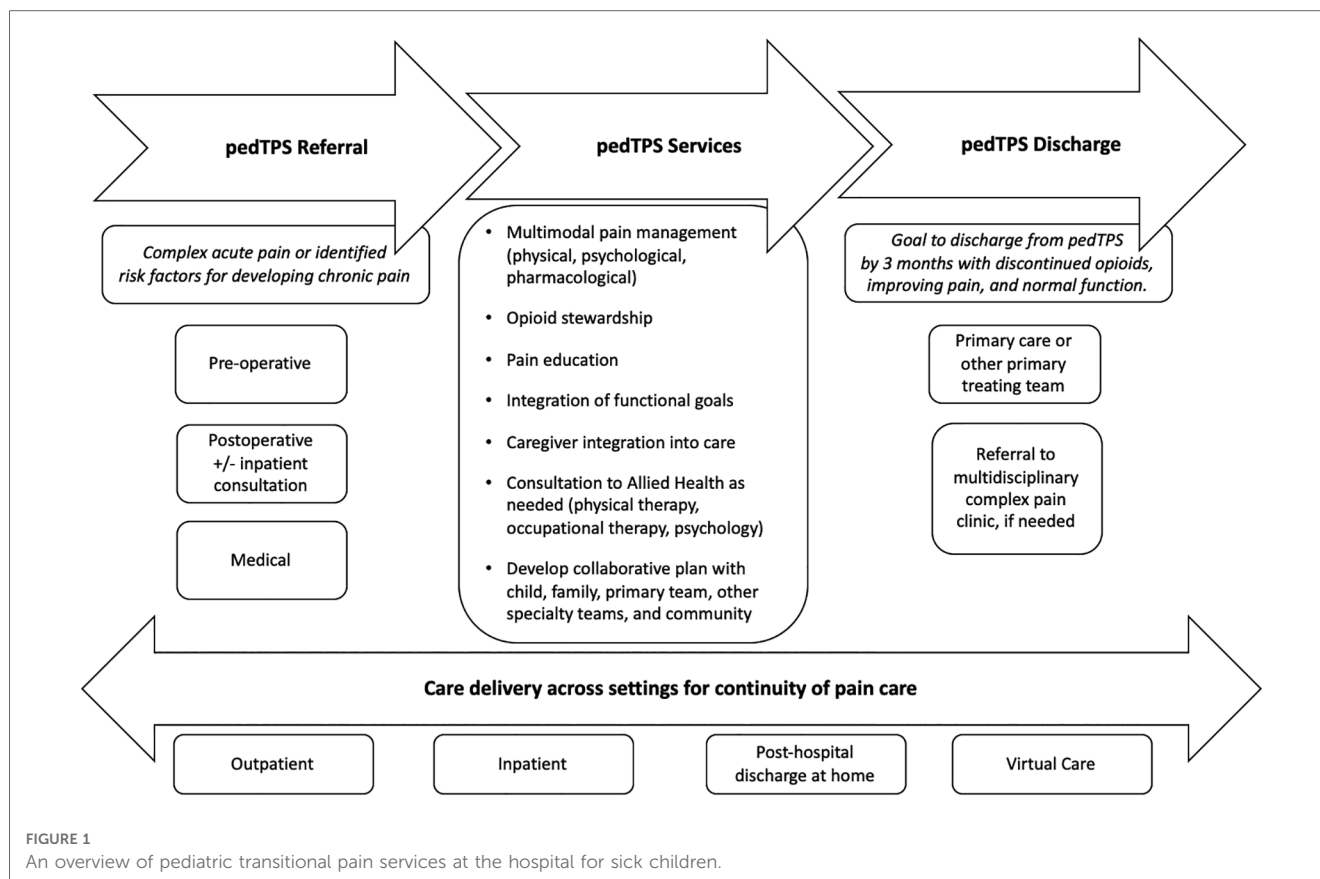 pedTPS Referral
pedTPS Services
pedTPS Discharge
Complex acute pain or identified
risk factors for developing chronic pain
Pre-operative
Postoperative
+/- inpatient
consultation
Medical
• Multimodal pain management
(physical, psychological,
pharmacological)
• Opioid stewardship
• Pain education
• Integration of functional goals
• Caregiver integration into care
• Consultation to Allied Health as
needed (physical therapy,
occupational therapy, psychology)
• Develop collaborative plan with
child, family, primary team, other
specialty teams, and community
Goal to discharge from pedTPS
by 3 months with discontinued opioids,
improving pain, and normal function.
Primary care or
other primary
treating team
Referral to
multidisciplinary
complex pain
clinic, if needed
Care delivery across settings for continuity of pain care
Outpatient
Inpatient
Post-hospital
discharge at home
Virtual Care
FIGURE 1
An overview of pediatric transitional pain services at the hospital for sick children.